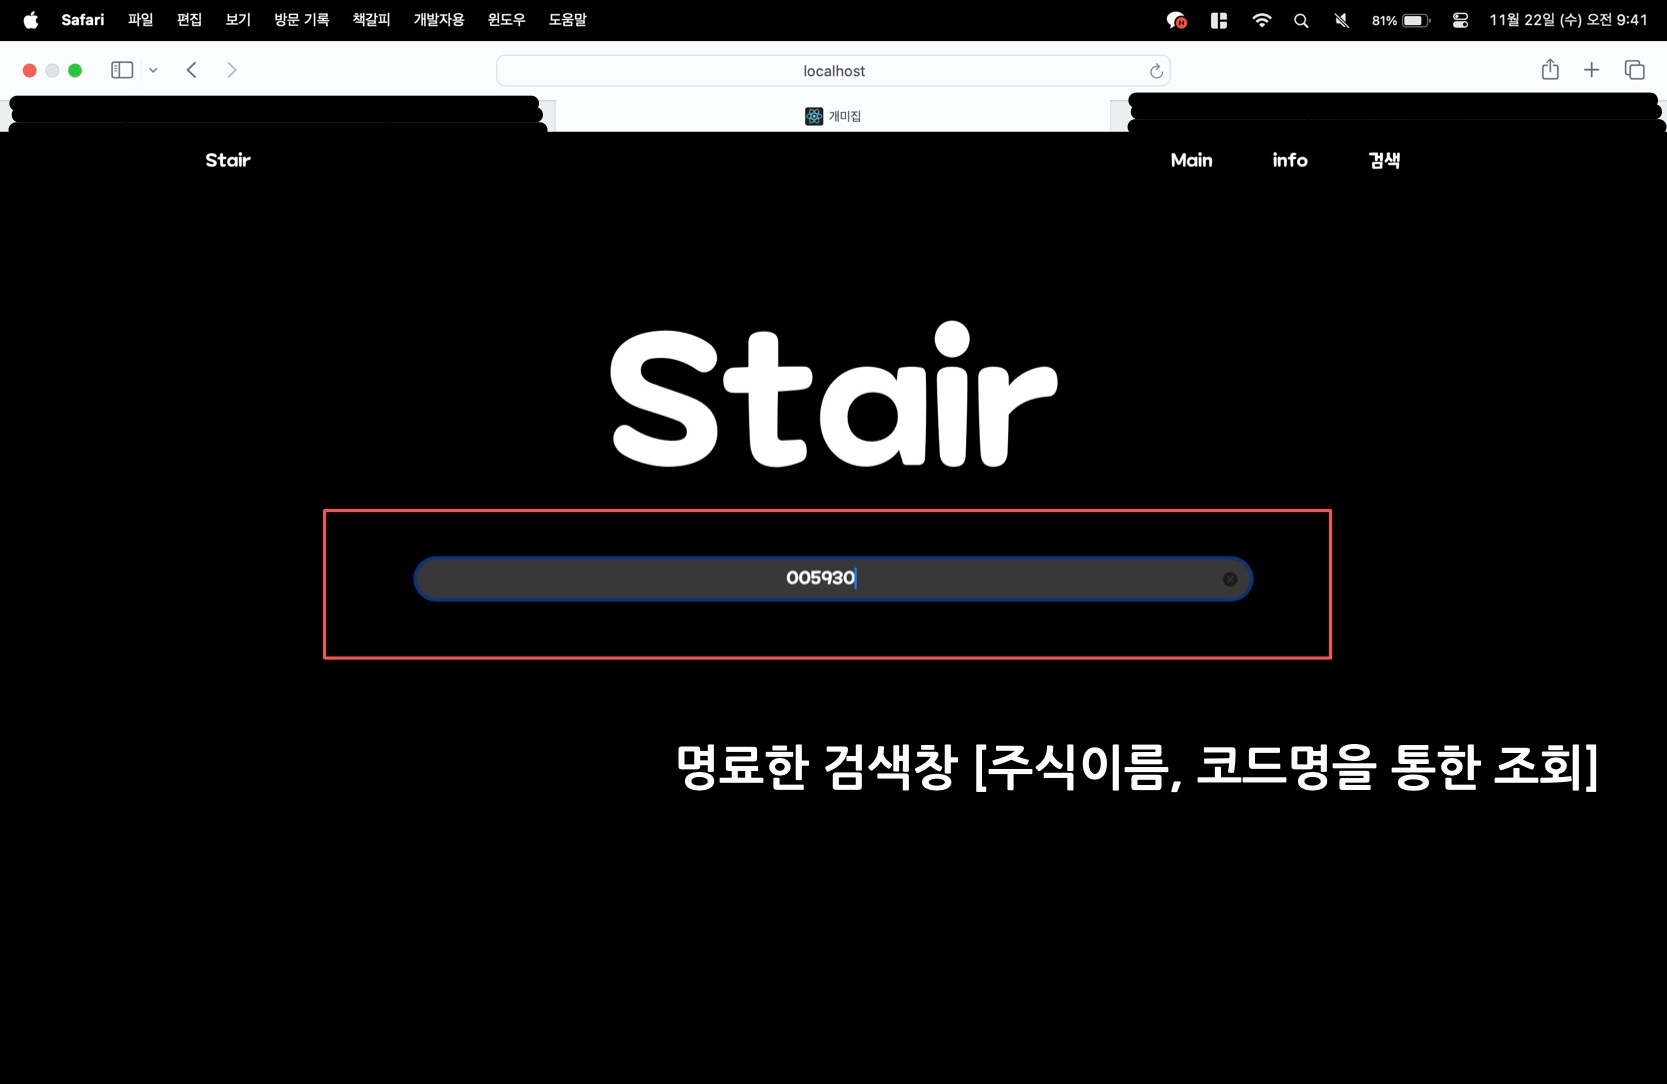 Safari 파일 편집 보기 방문 기록 책갈피 개발자용 윈도우 도움말 81% 11월 22일 (수) 오전 9:41
localhost
개미집
Stair Main info 검색
Stair
005930
명료한 검색창 [주식이름, 코드명을 통한 조회]